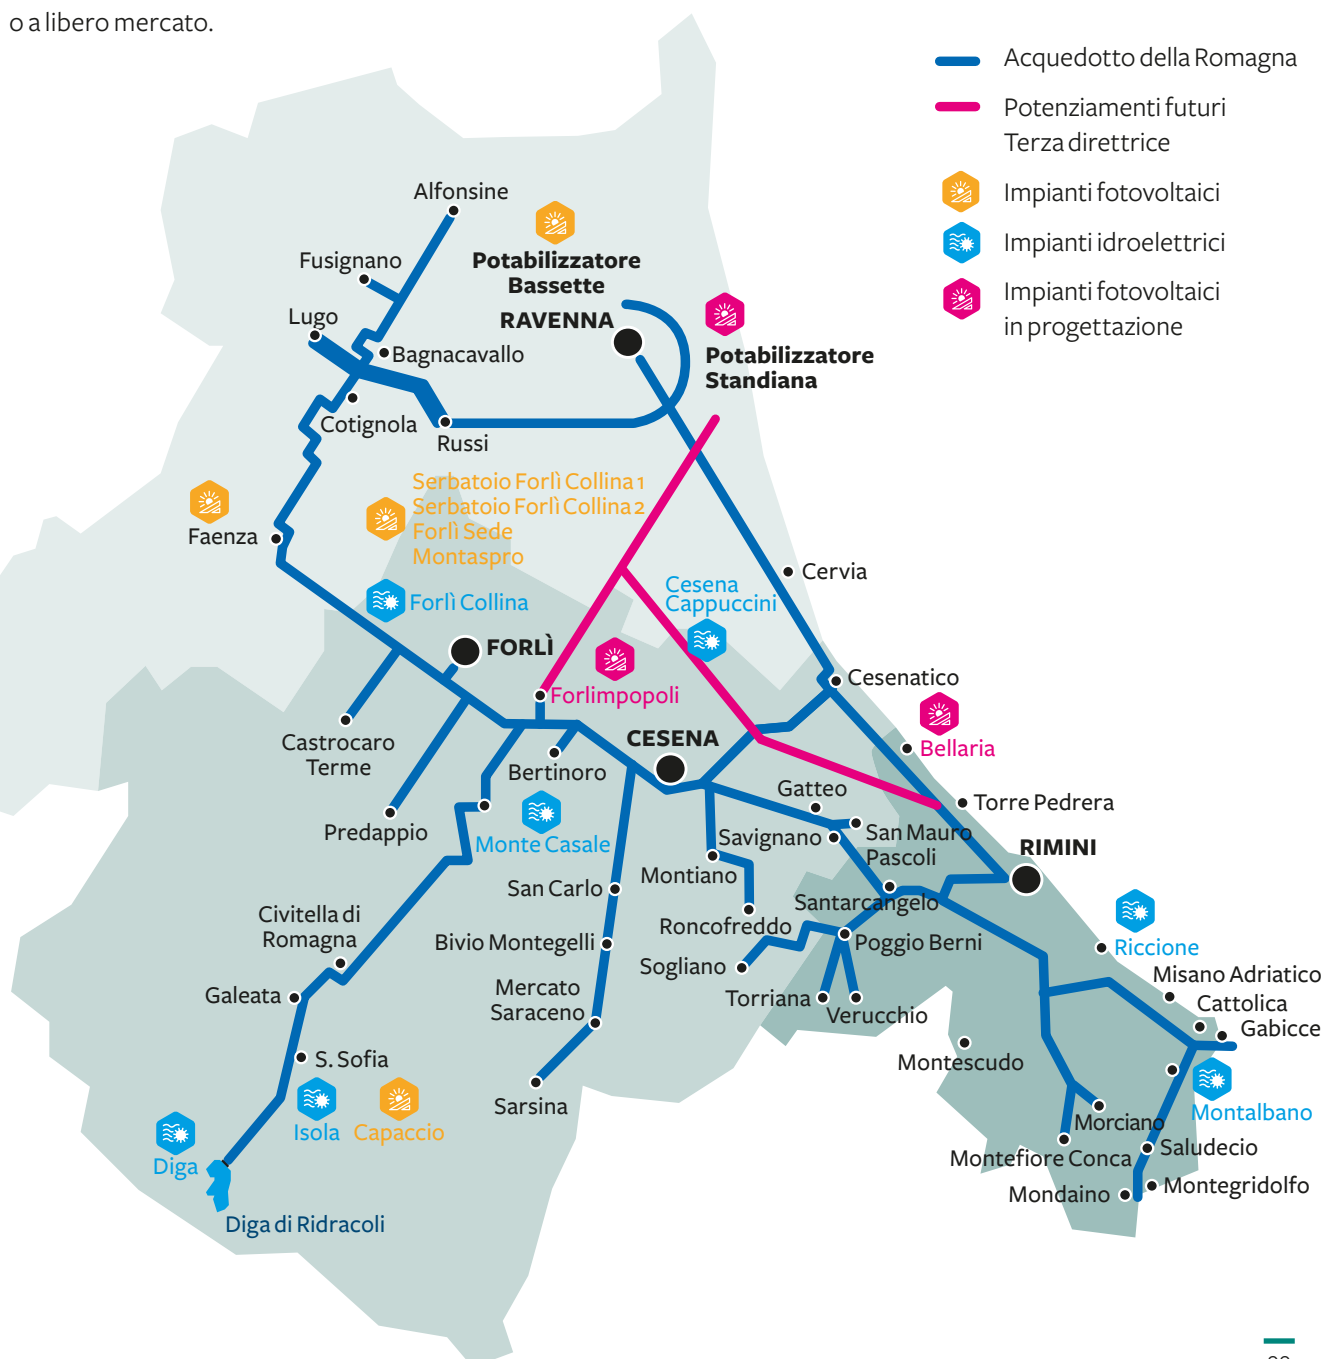 o a libero mercato.
Acquedotto della Romagna
Potenziamenti futuri
Terza direttrice
Impianti fotovoltaici
Impianti idroelettrici
Impianti fotovoltaici
in progettazione
Alfonsine
Fusignano
Potabilizzatore
Bassette
Lugo
RAVENNA
Bagnacavallo
Potabilizzatore
Standiana
Cotignola
Russi
Serbatoio Forlì Collina 1
Serbatoio Forlì Collina 2
Forlì Sede
Montaspro
Faenza
Cervia
Cesena
Cappuccini
Forlì Collina
FORLÌ
Cesenatico
Forlimpopoli
Castrocaro
Terme
CESENA
Bellaria
Bertinoro
Gatteo
Torre Pedrera
Predappio
Monte Casale
Savignano
San Mauro
Pascoli
RIMINI
Montiano
San Carlo
Santarcangelo
Civitella di
Romagna
Roncofreddo
Bivio Montegelli
Poggio Berni
Riccione
Sogliano
Misano Adriatico
Galeata
Mercato
Saraceno
Torriana
Verucchio
Cattolica
Gabicce
S. Sofia
Montescudo
Sarsina
Isola
Capaccio
Montalbano
Morciano
Diga
Montefiore Conca
Saludecio
Mondaino
Montegridolfo
Diga di Ridracoli